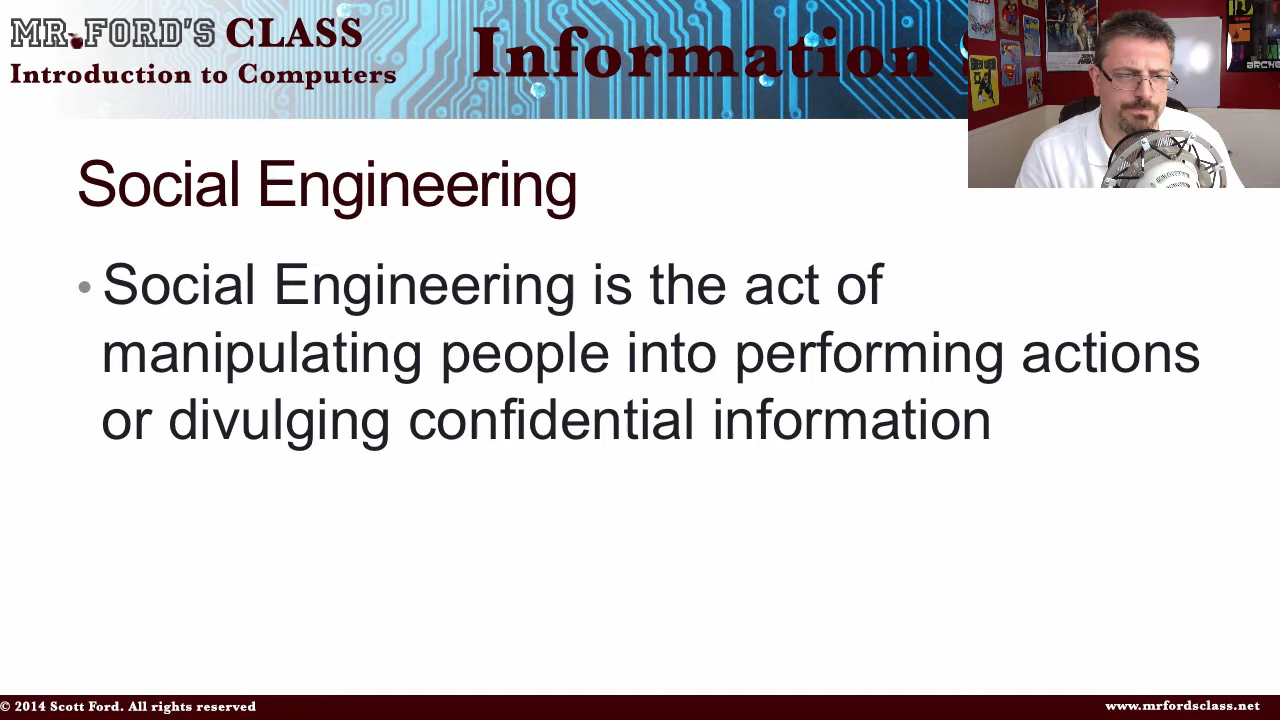 MR. FORD'S CLASS
Introduction to Computers
Information
Social Engineering
• Social Engineering is the act of
manipulating people into performing actions
or divulging confidential information
© 2014 Scott Ford. All rights reserved
www.mrfordsclass.net